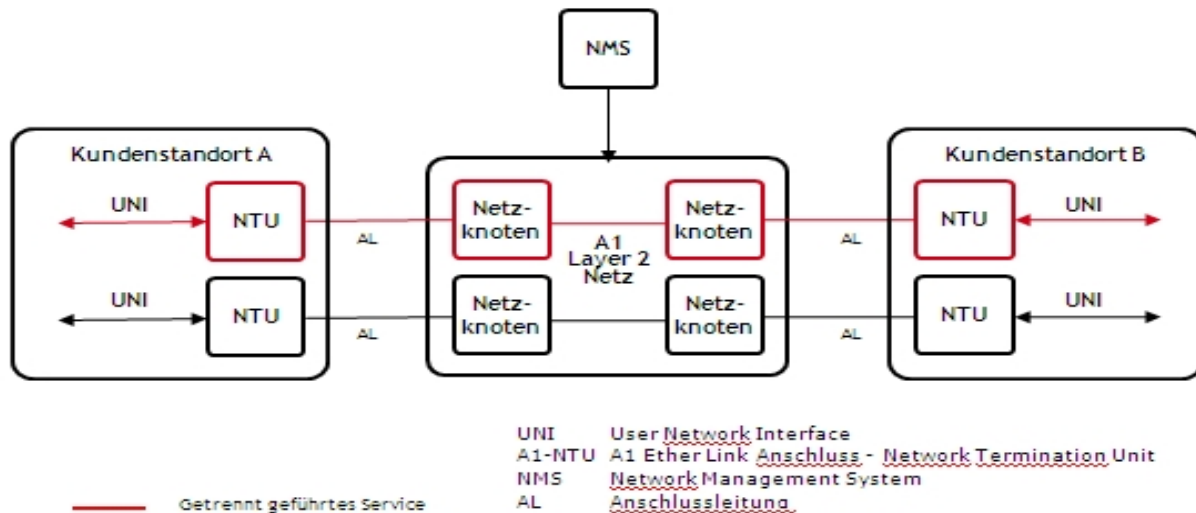 NMS
Kundenstandort A
Kundenstandort B
UNI
NTU
AL
Netz-
knoten
Netz-
knoten
AL
NTU
UNI
A1
Layer 2
Netz
UNI
NTU
AL
Netz-
knoten
Netz-
knoten
AL
NTU
UNI
UNI User Network Interface
A1-NTU A1 Ether Link Anschluss - Network Termination Unit
NMS Network Management System
AL Anschlussleitung
Getrennt geführtes Service